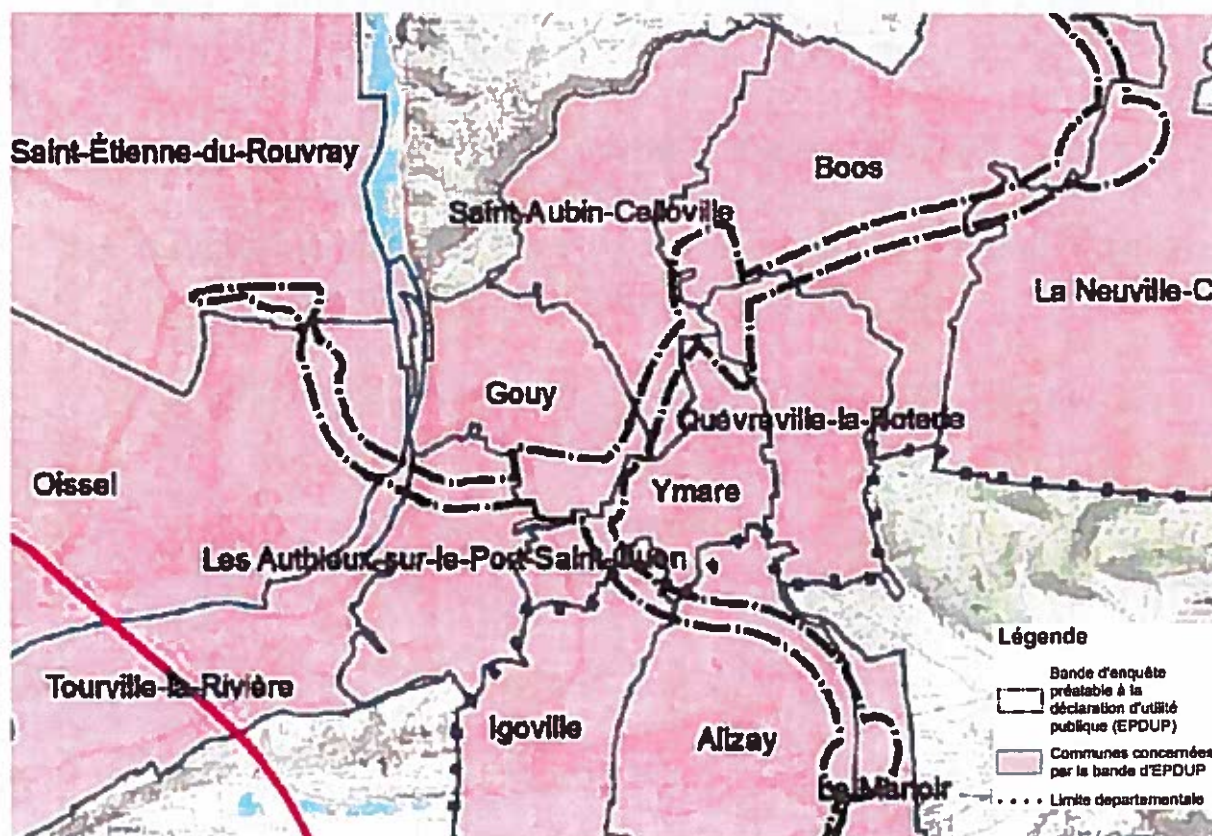 Saint-Étienne-du-Rouvray
Boos
Saint-Aubin-Celloville
La Neuville-C
Gouy
Quévreville-la-Poterie
Oissel
Ymare
Les Authieux-sur-le-Port-Saint-Ouen
Tourville-la-Rivière
Igoville
Alizay
Le Manoir
Légende
Bande d'enquête
préalable à la
déclaration d'utilité
publique (EPDUP)
Communes concernées
par la bande d'EPDUP
Limite departementale